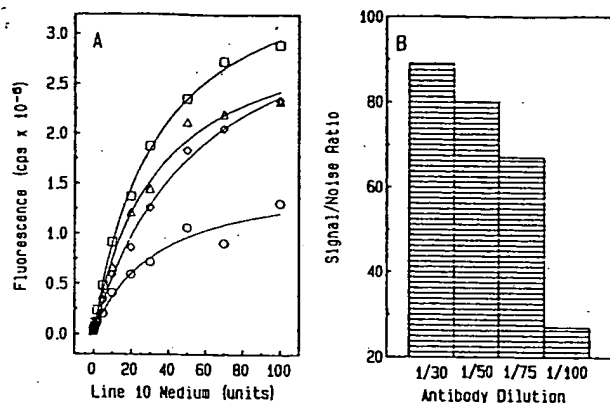 A
3.0
2.5
2.0
1.5
1.0
0.5
0.0
Fluorescence (cps x 10⁻⁶)
0 20 40 60 80 100
Line 10 Medium (units)
B
100
80
60
40
20
Signal/Noise Ratio
1/30 1/50 1/75 1/100
Antibody Dilution